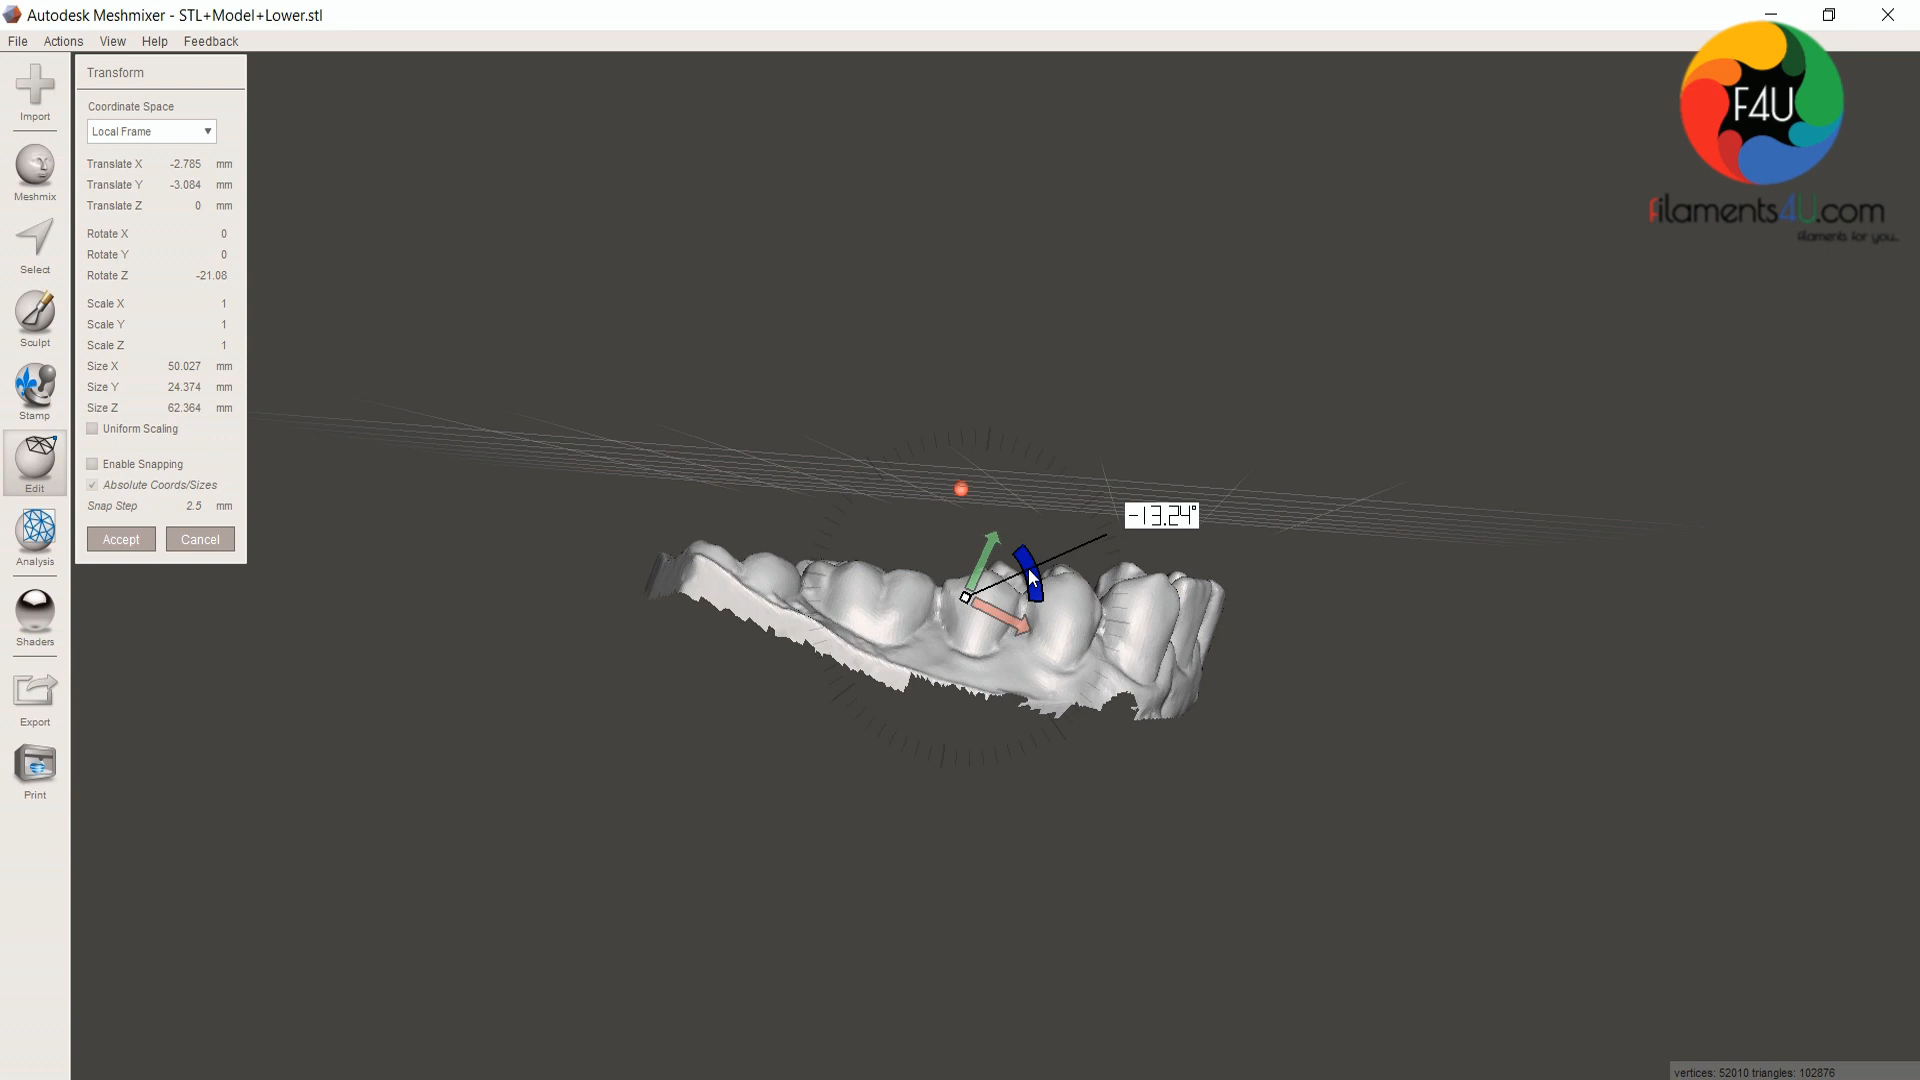 Autodesk Meshmixer - STL+Model+Lower.stl
File Actions View Help Feedback
Import
Meshmix
Select
Sculpt
Stamp
Edit
Analysis
Shaders
Export
Print
Transform
Coordinate Space
Local Frame
Translate X -2.785 mm
Translate Y -3.084 mm
Translate Z 0 mm
Rotate X 0
Rotate Y 0
Rotate Z -21.08
Scale X 1
Scale Y 1
Scale Z 1
Size X 50.027 mm
Size Y 24.374 mm
Size Z 62.364 mm
Uniform Scaling
Enable Snapping
Absolute Coords/Sizes
Snap Step 2.5 mm
Accept Cancel
-13.24°
F4U
filaments4U.com
filaments for you...
vertices: 52010 triangles: 102876